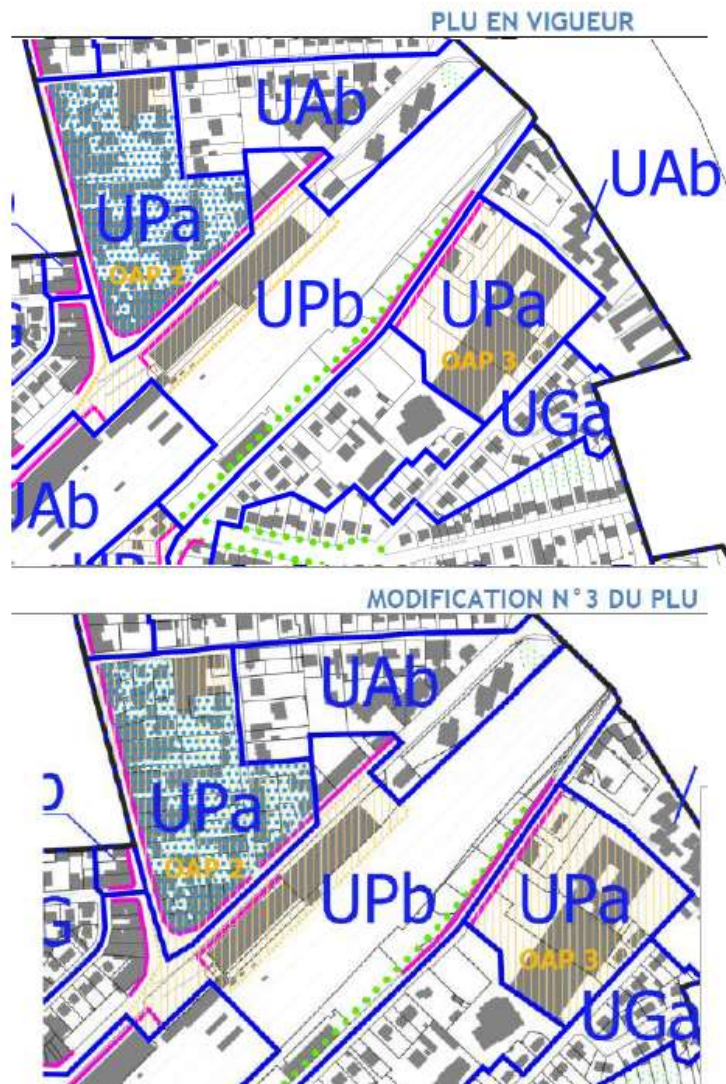 PLU EN VIGUEUR
UAb
UAb
UPa
OAP 2
UPb
UPa
OAP 3
G
UGa
UAb
MODIFICATION N°3 DU PLU
UAb
UPa
OAP 2
UPb
UPa
OAP 3
G
UGa